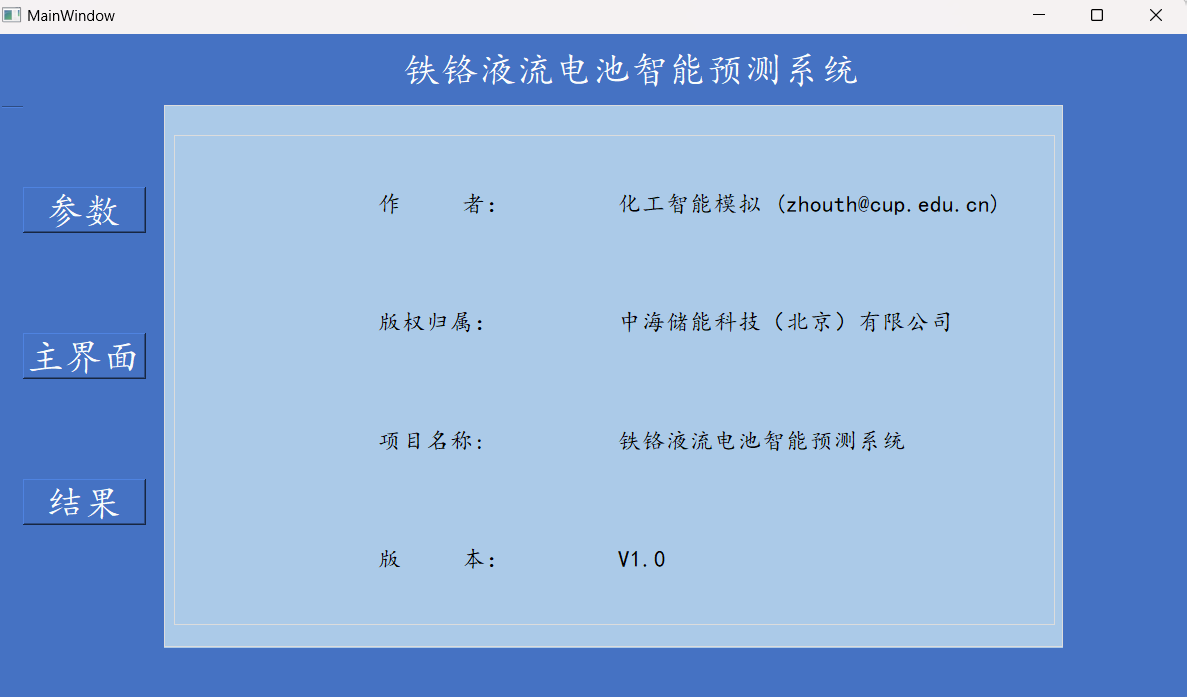 MainWindow
铁铬液流电池智能预测系统
参数
主界面
结果
作 者： 化工智能模拟 (zhouth@cup.edu.cn)
版权归属： 中海储能科技（北京）有限公司
项目名称: 铁铬液流电池智能预测系统
版 本： V1.0